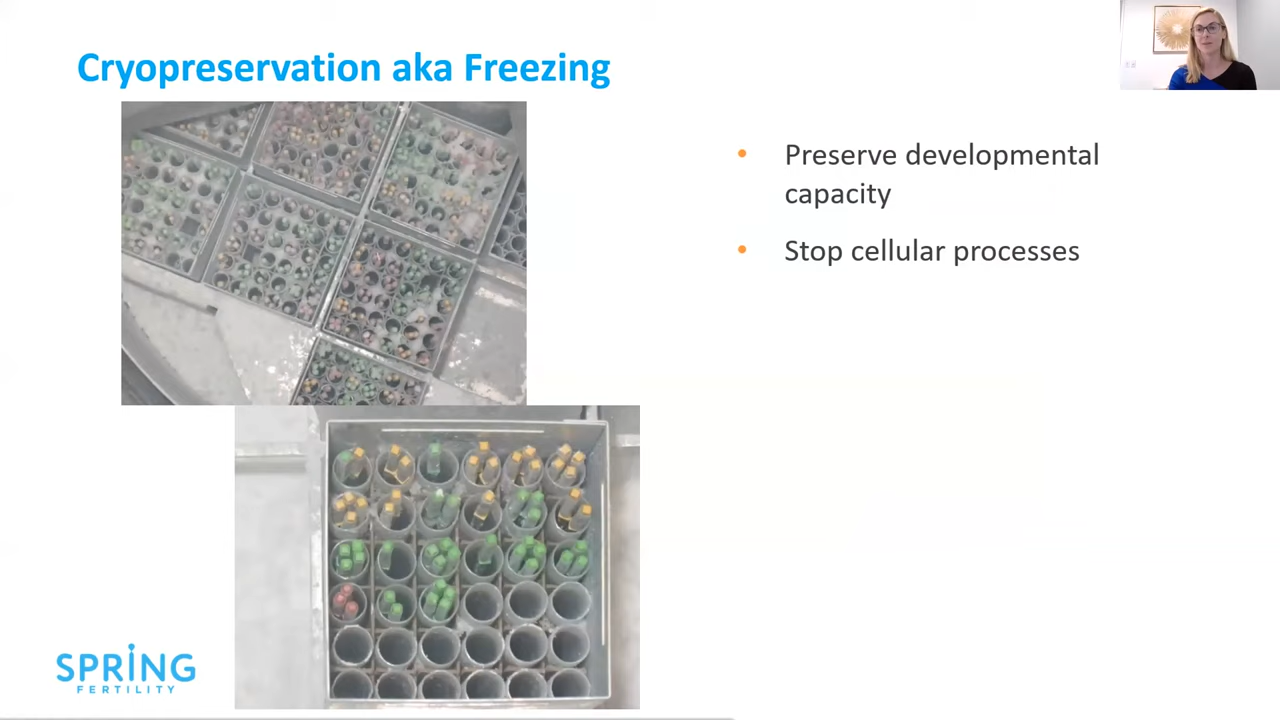 Cryopreservation aka Freezing
• Preserve developmental
capacity
• Stop cellular processes
SPRING
FERTILITY